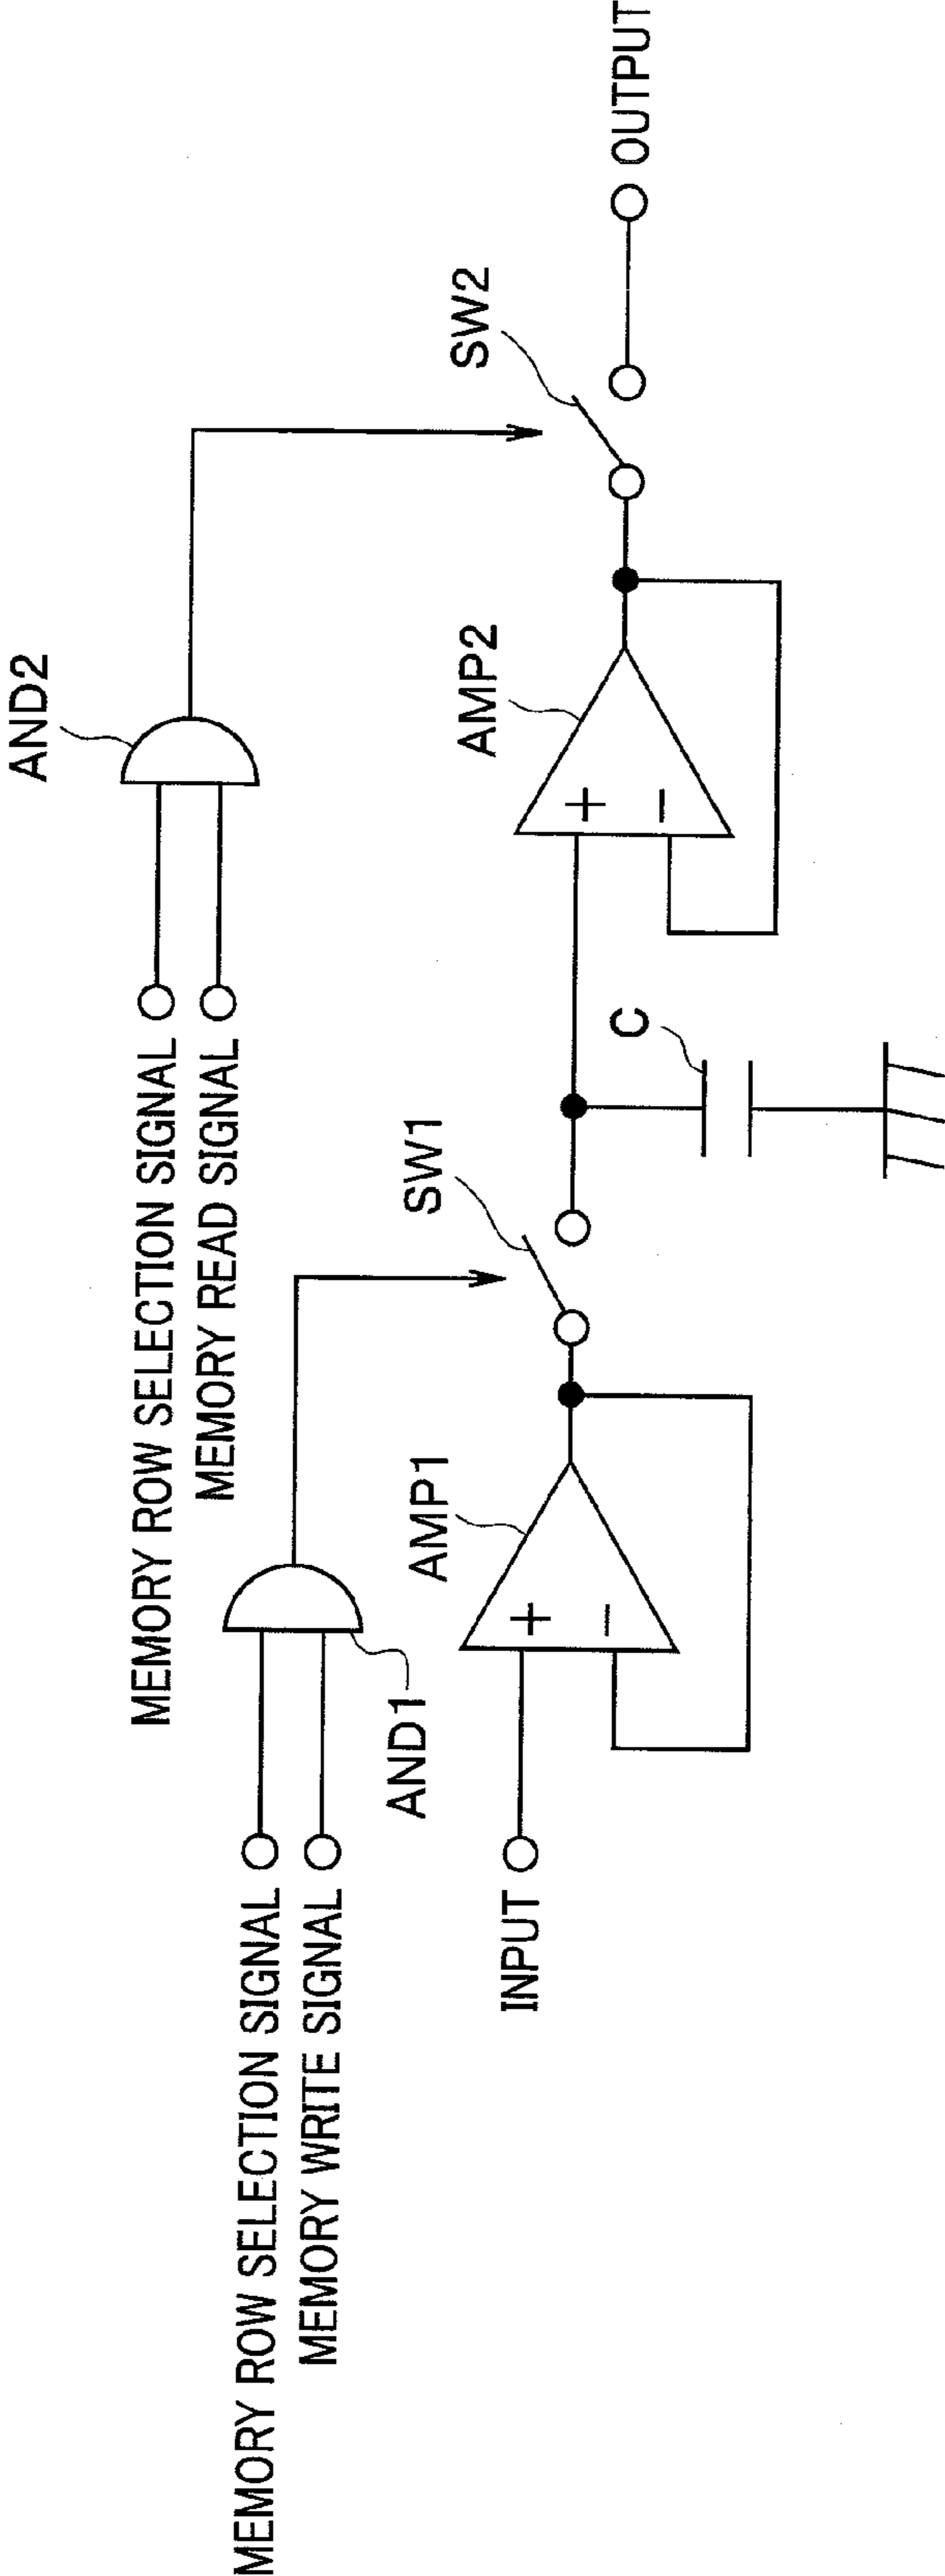 AND2
MEMORY ROW SELECTION SIGNAL
MEMORY READ SIGNAL
SW2
MEMORY ROW SELECTION SIGNAL
MEMORY WRITE SIGNAL
AND1
SW1
AMP1
+
−
AMP2
+
−
INPUT
OUTPUT
C